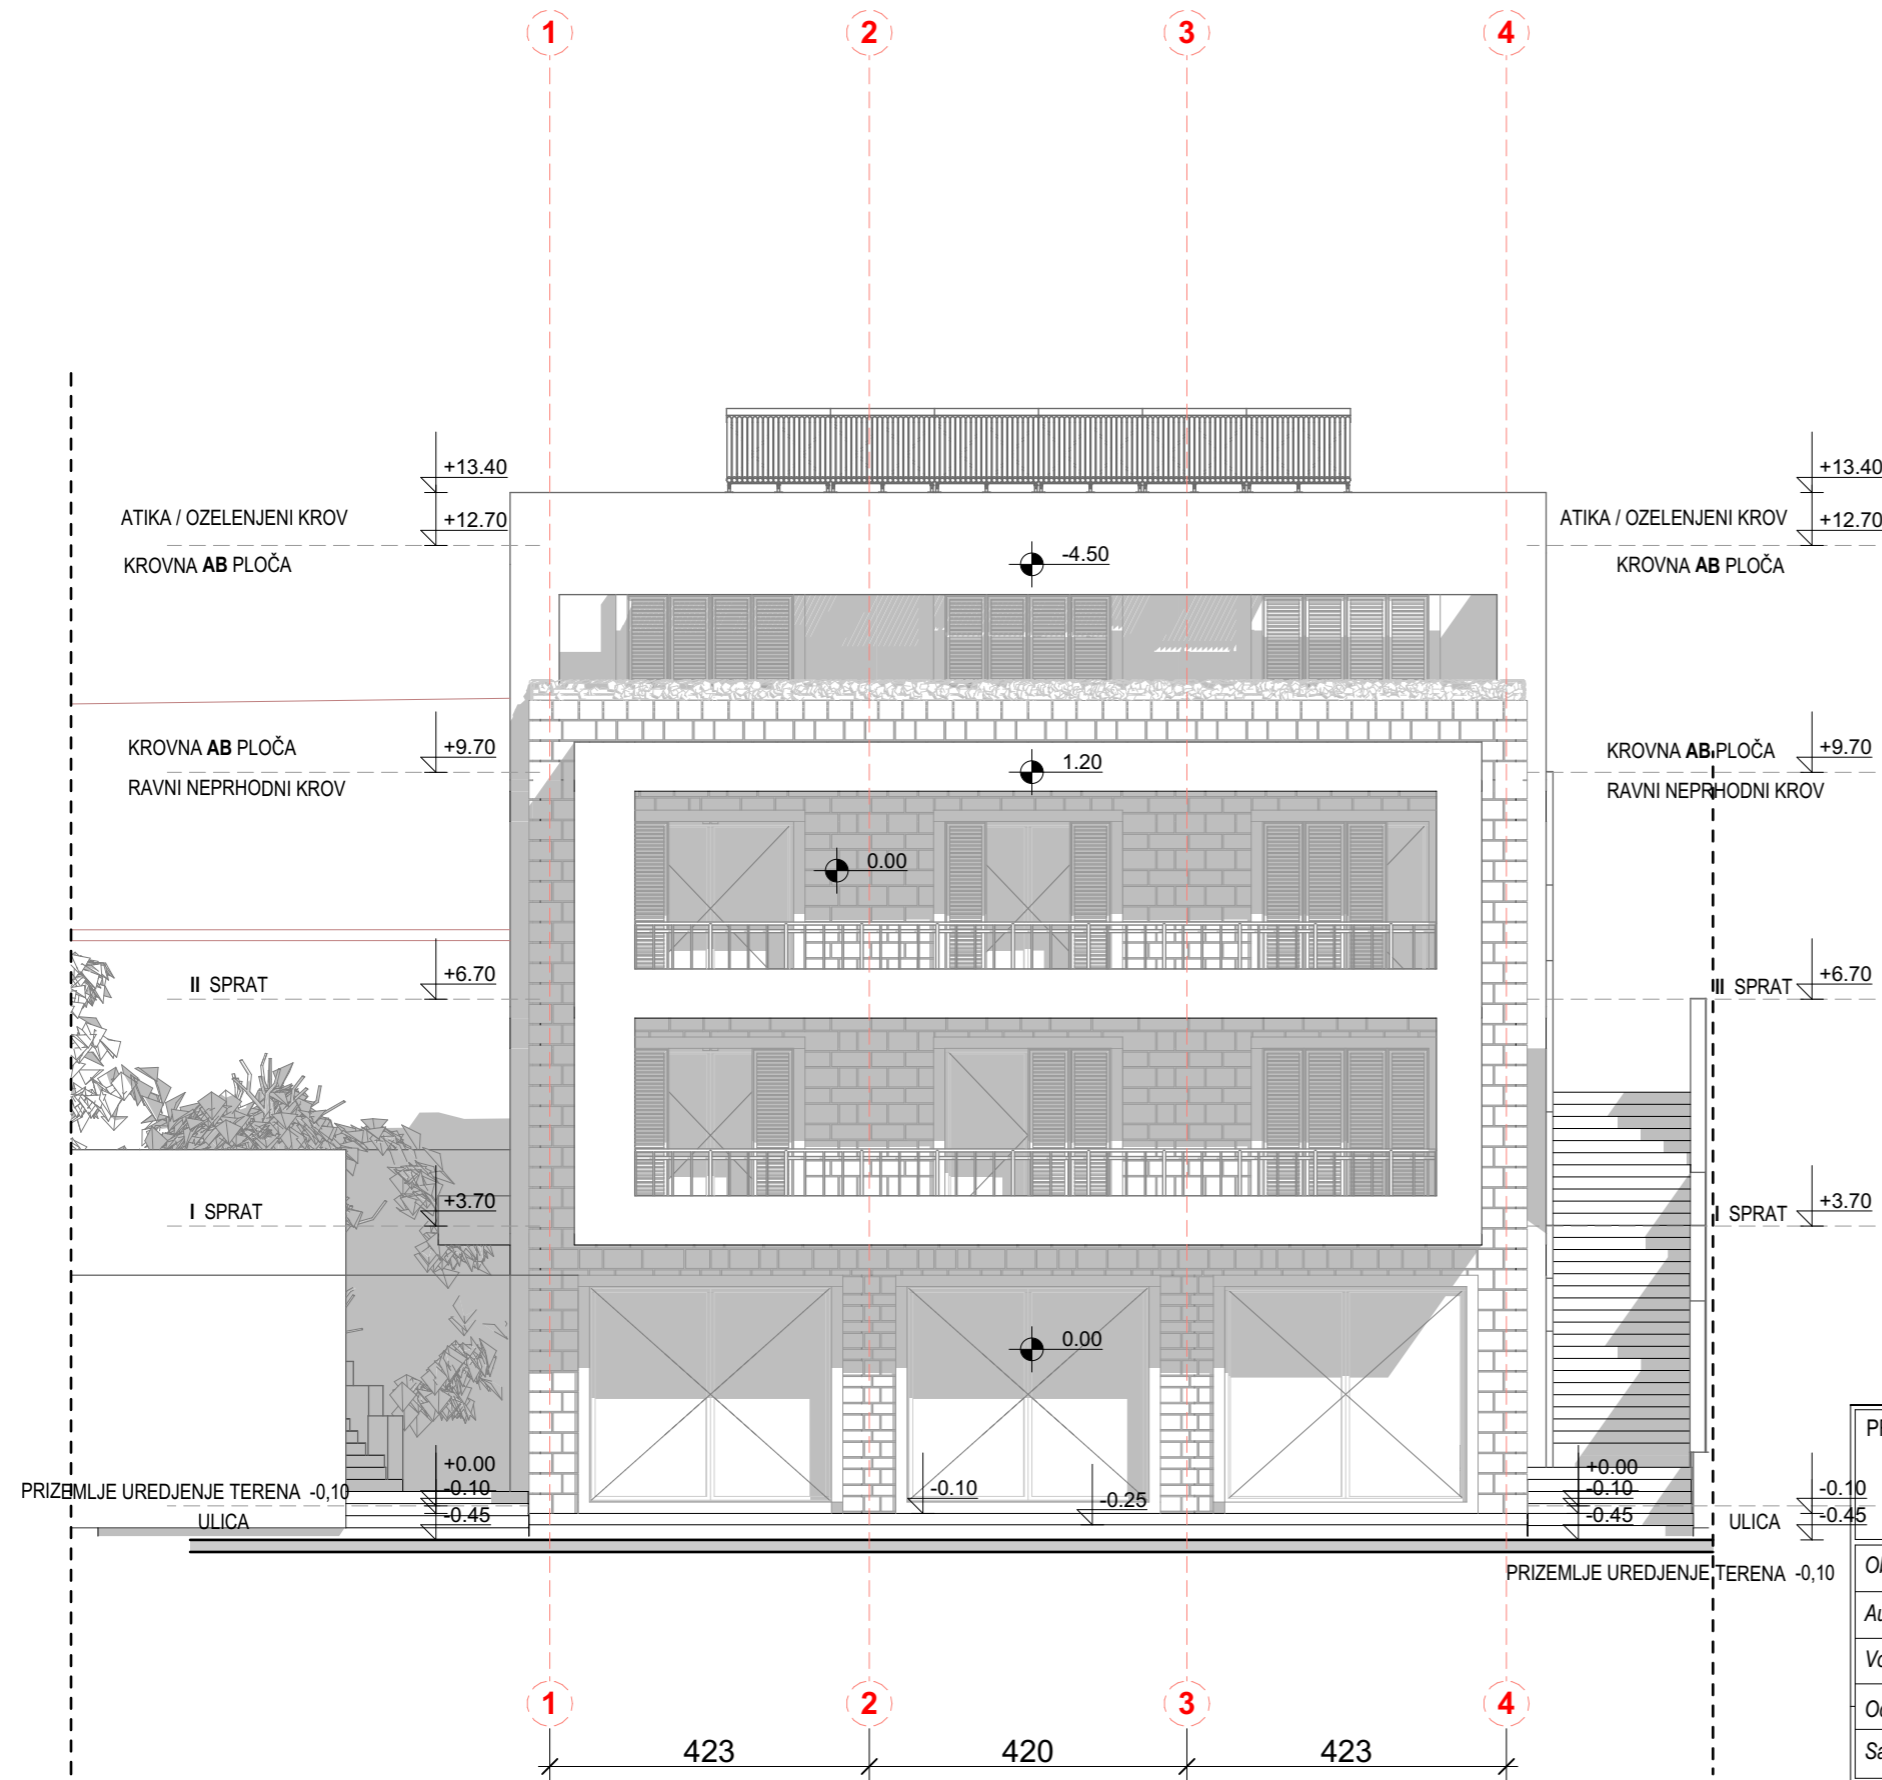 1 2 3 4
+13.40 +13.40
ATIKA / OZELENJENI KROV +12.70 ATIKA / OZELENJENI KROV +12.70
KROVNA AB PLOČA -4.50 KROVNA AB PLOČA
KROVNA AB PLOČA +9.70 1.20 KROVNA AB PLOČA +9.70
RAVNI NEPRHODNI KROV RAVNI NEPRHODNI KROV
0.00
II SPRAT +6.70 II SPRAT +6.70
I SPRAT +3.70 I SPRAT +3.70
0.00
+0.00 +0.00
PRIZEMLJE UREDJENJE TERENA -0,10 -0.10 -0.10 -0.25 -0.10 -0.10
ULICA -0.45 -0.45 ULICA -0.45
PRIZEMLJE UREDJENJE TERENA -0,10
1 2 3 4
423 420 423